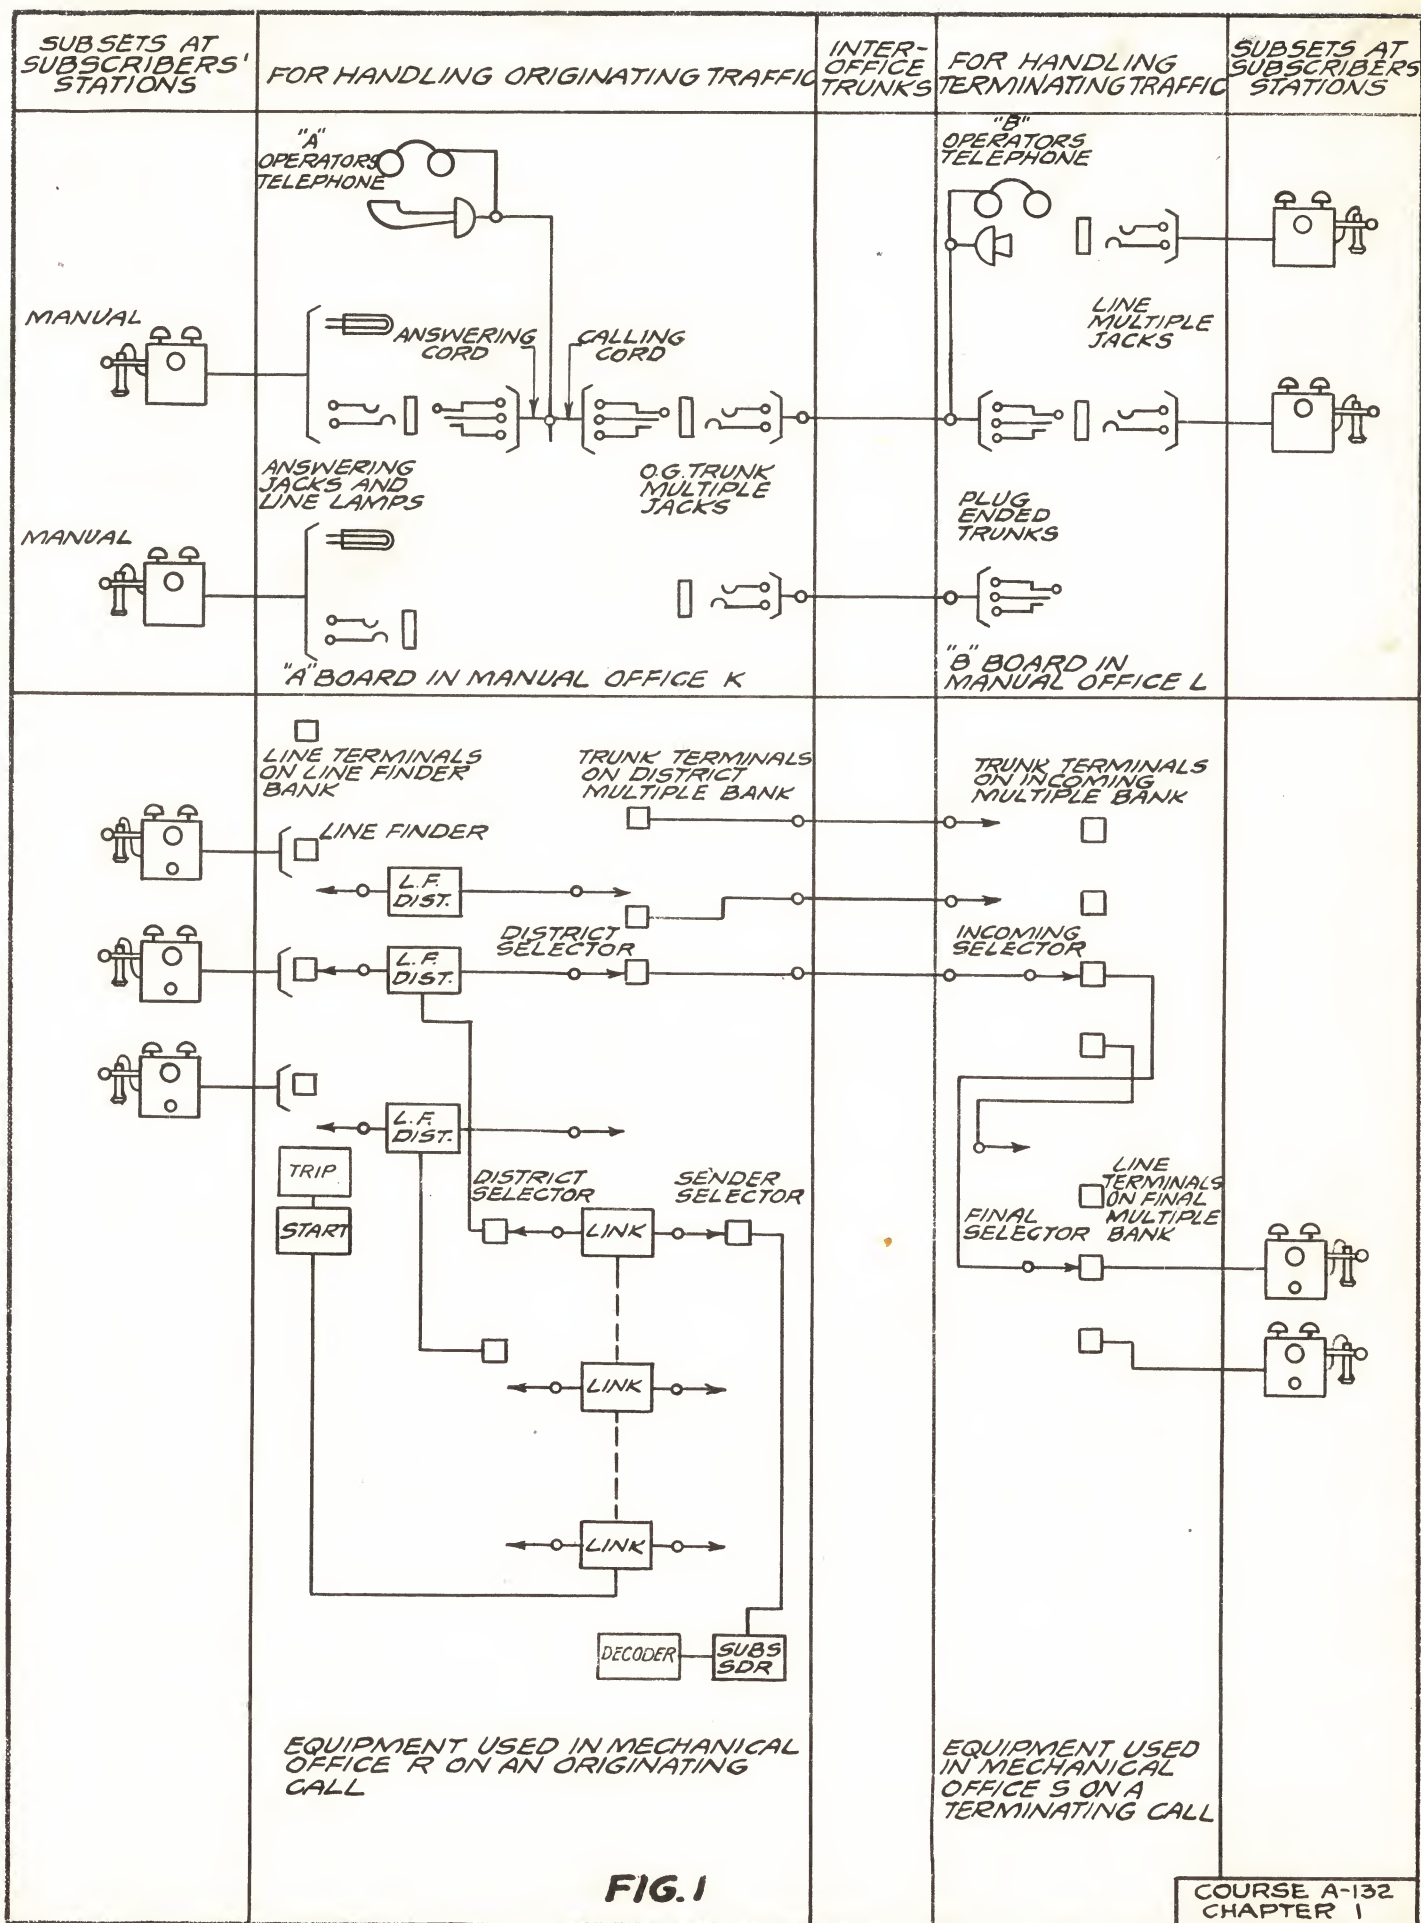 SUBSETS AT
SUBSCRIBERS'
STATIONS
FOR HANDLING ORIGINATING TRAFFIC
INTER-
OFFICE
TRUNKS
FOR HANDLING
TERMINATING TRAFFIC
SUBSETS AT
SUBSCRIBERS
STATIONS
"A"
OPERATORS
TELEPHONE
"B"
OPERATORS
TELEPHONE
MANUAL
ANSWERING
CORD
CALLING
CORD
LINE
MULTIPLE
JACKS
ANSWERING
JACKS AND
LINE LAMPS
O.G. TRUNK
MULTIPLE
JACKS
PLUG
ENDED
TRUNKS
MANUAL
"A" BOARD IN MANUAL OFFICE K
"B" BOARD IN
MANUAL OFFICE L
LINE TERMINALS
ON LINE FINDER
BANK
TRUNK TERMINALS
ON DISTRICT
MULTIPLE BANK
TRUNK TERMINALS
ON INCOMING
MULTIPLE BANK
LINE FINDER
L.F.
DIST.
DISTRICT
SELECTOR
INCOMING
SELECTOR
L.F.
DIST.
L.F.
DIST.
TRIP
START
DISTRICT
SELECTOR
SENDER
SELECTOR
LINK
LINE
TERMINALS
ON FINAL
MULTIPLE
BANK
FINAL
SELECTOR
LINK
LINK
DECODER
SUBS
SDR
EQUIPMENT USED IN MECHANICAL
OFFICE R ON AN ORIGINATING
CALL
EQUIPMENT USED
IN MECHANICAL
OFFICE S ON A
TERMINATING CALL
FIG. 1
COURSE A-132
CHAPTER 1